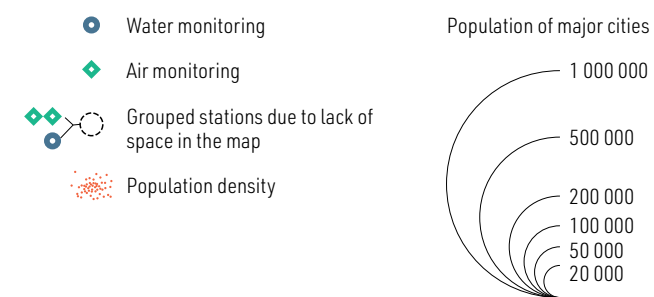 Water monitoring
Air monitoring
Grouped stations due to lack of
space in the map
Population density
Population of major cities
1 000 000
500 000
200 000
100 000
50 000
20 000